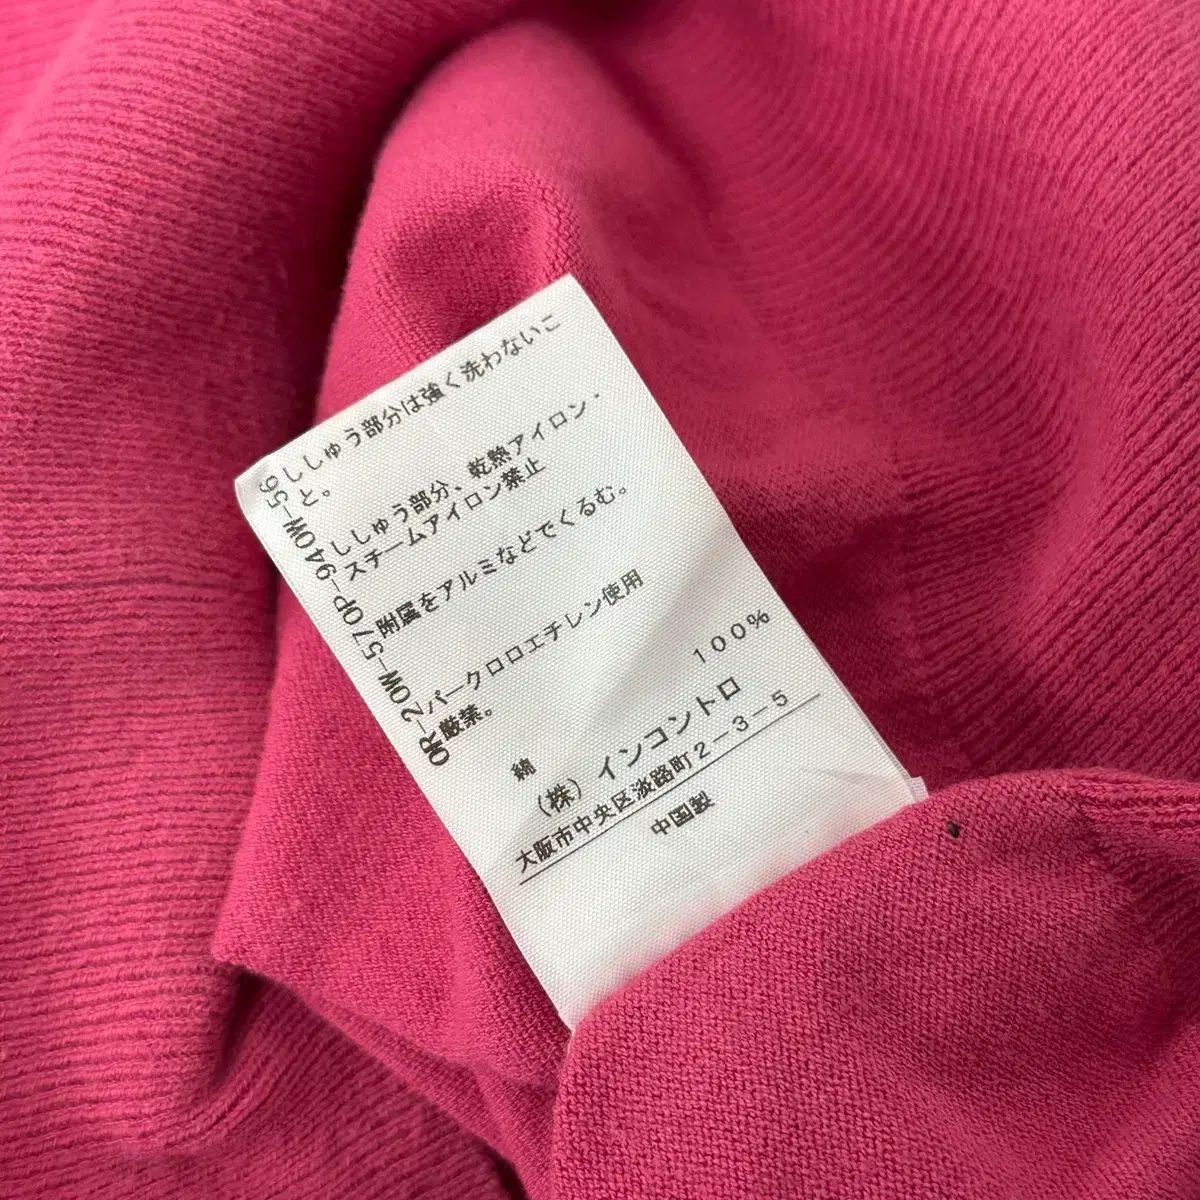 ししゅう部分は強く洗わないこ
と。
ししゅう部分、乾熱アイロン・
スチームアイロン禁止
附属をアルミなどでくるむ。
パークロロエチレン使用
厳禁。
綿 100%
(株) インコントロ
大阪市中央区淡路町2-3-5
中国製
QR-20W-570P-940W-56